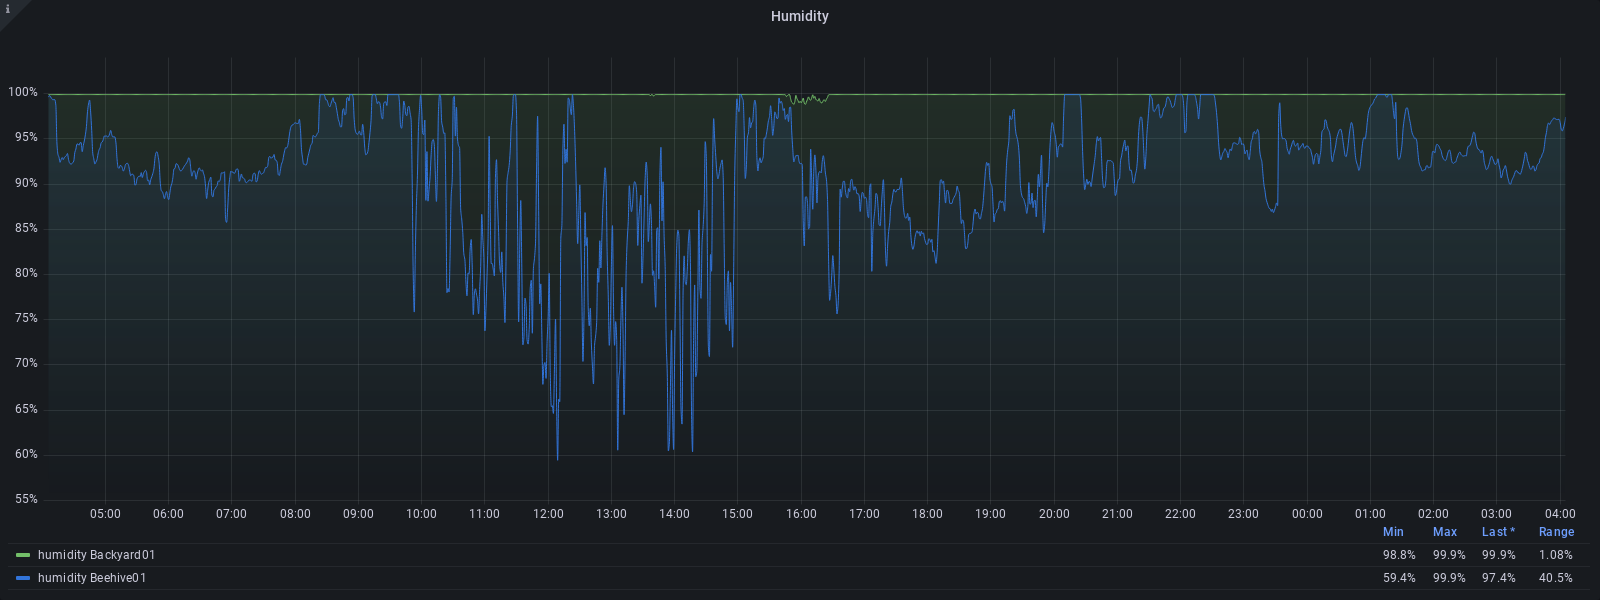 i
Humidity
100%
95%
90%
85%
80%
75%
70%
65%
60%
55%
05:00 06:00 07:00 08:00 09:00 10:00 11:00 12:00 13:00 14:00 15:00 16:00 17:00 18:00 19:00 20:00 21:00 22:00 23:00 00:00 01:00 02:00 03:00 04:00
Min Max Last * Range
humidity Backyard01 98.8% 99.9% 99.9% 1.08%
humidity Beehive01 59.4% 99.9% 97.4% 40.5%